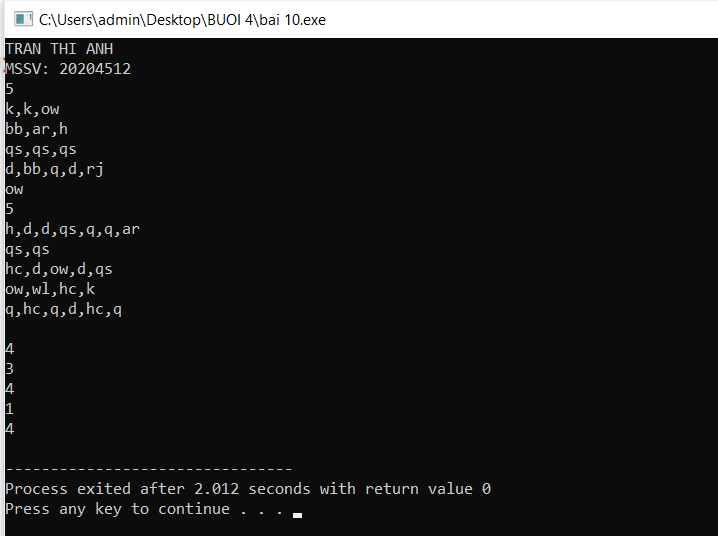 C:\Users\admin\Desktop\BUOI 4\bai 10.exe
TRAN THI ANH
MSSV: 20204512
5
k,k,ow
bb,ar,h
qs,qs,qs
d,bb,q,d,rj
ow
5
h,d,d,qs,q,q,ar
qs,qs
hc,d,ow,d,qs
ow,wl,hc,k
q,hc,q,d,hc,q
4
3
4
1
4
--------------------------------
Process exited after 2.012 seconds with return value 0
Press any key to continue . . .